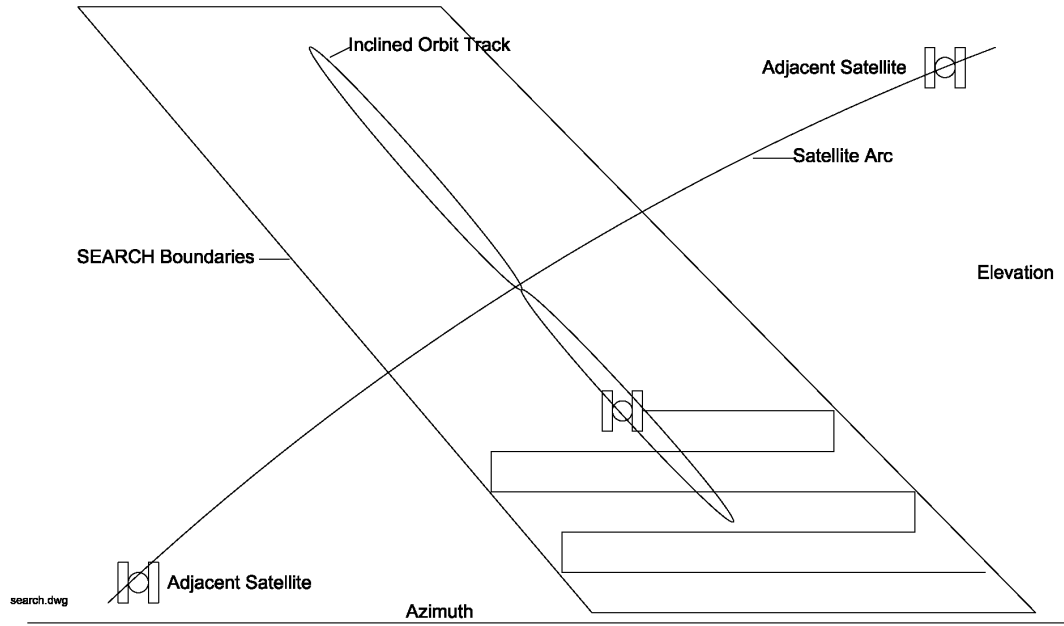 Inclined Orbit Track
Adjacent Satellite
Satellite Arc
SEARCH Boundaries
Elevation
Adjacent Satellite
search.dwg
Azimuth